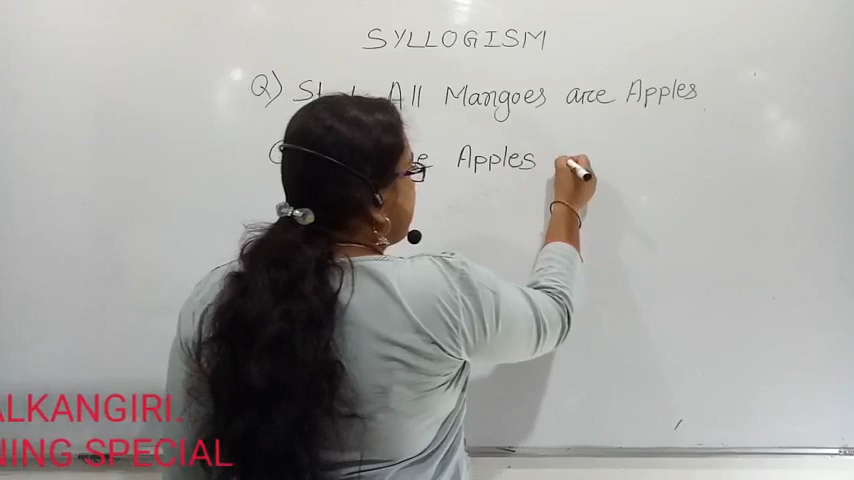 SYLLOGISM
Q) All Mangoes are Apples
Apples
ALKANGIRI
NING SPECIAL